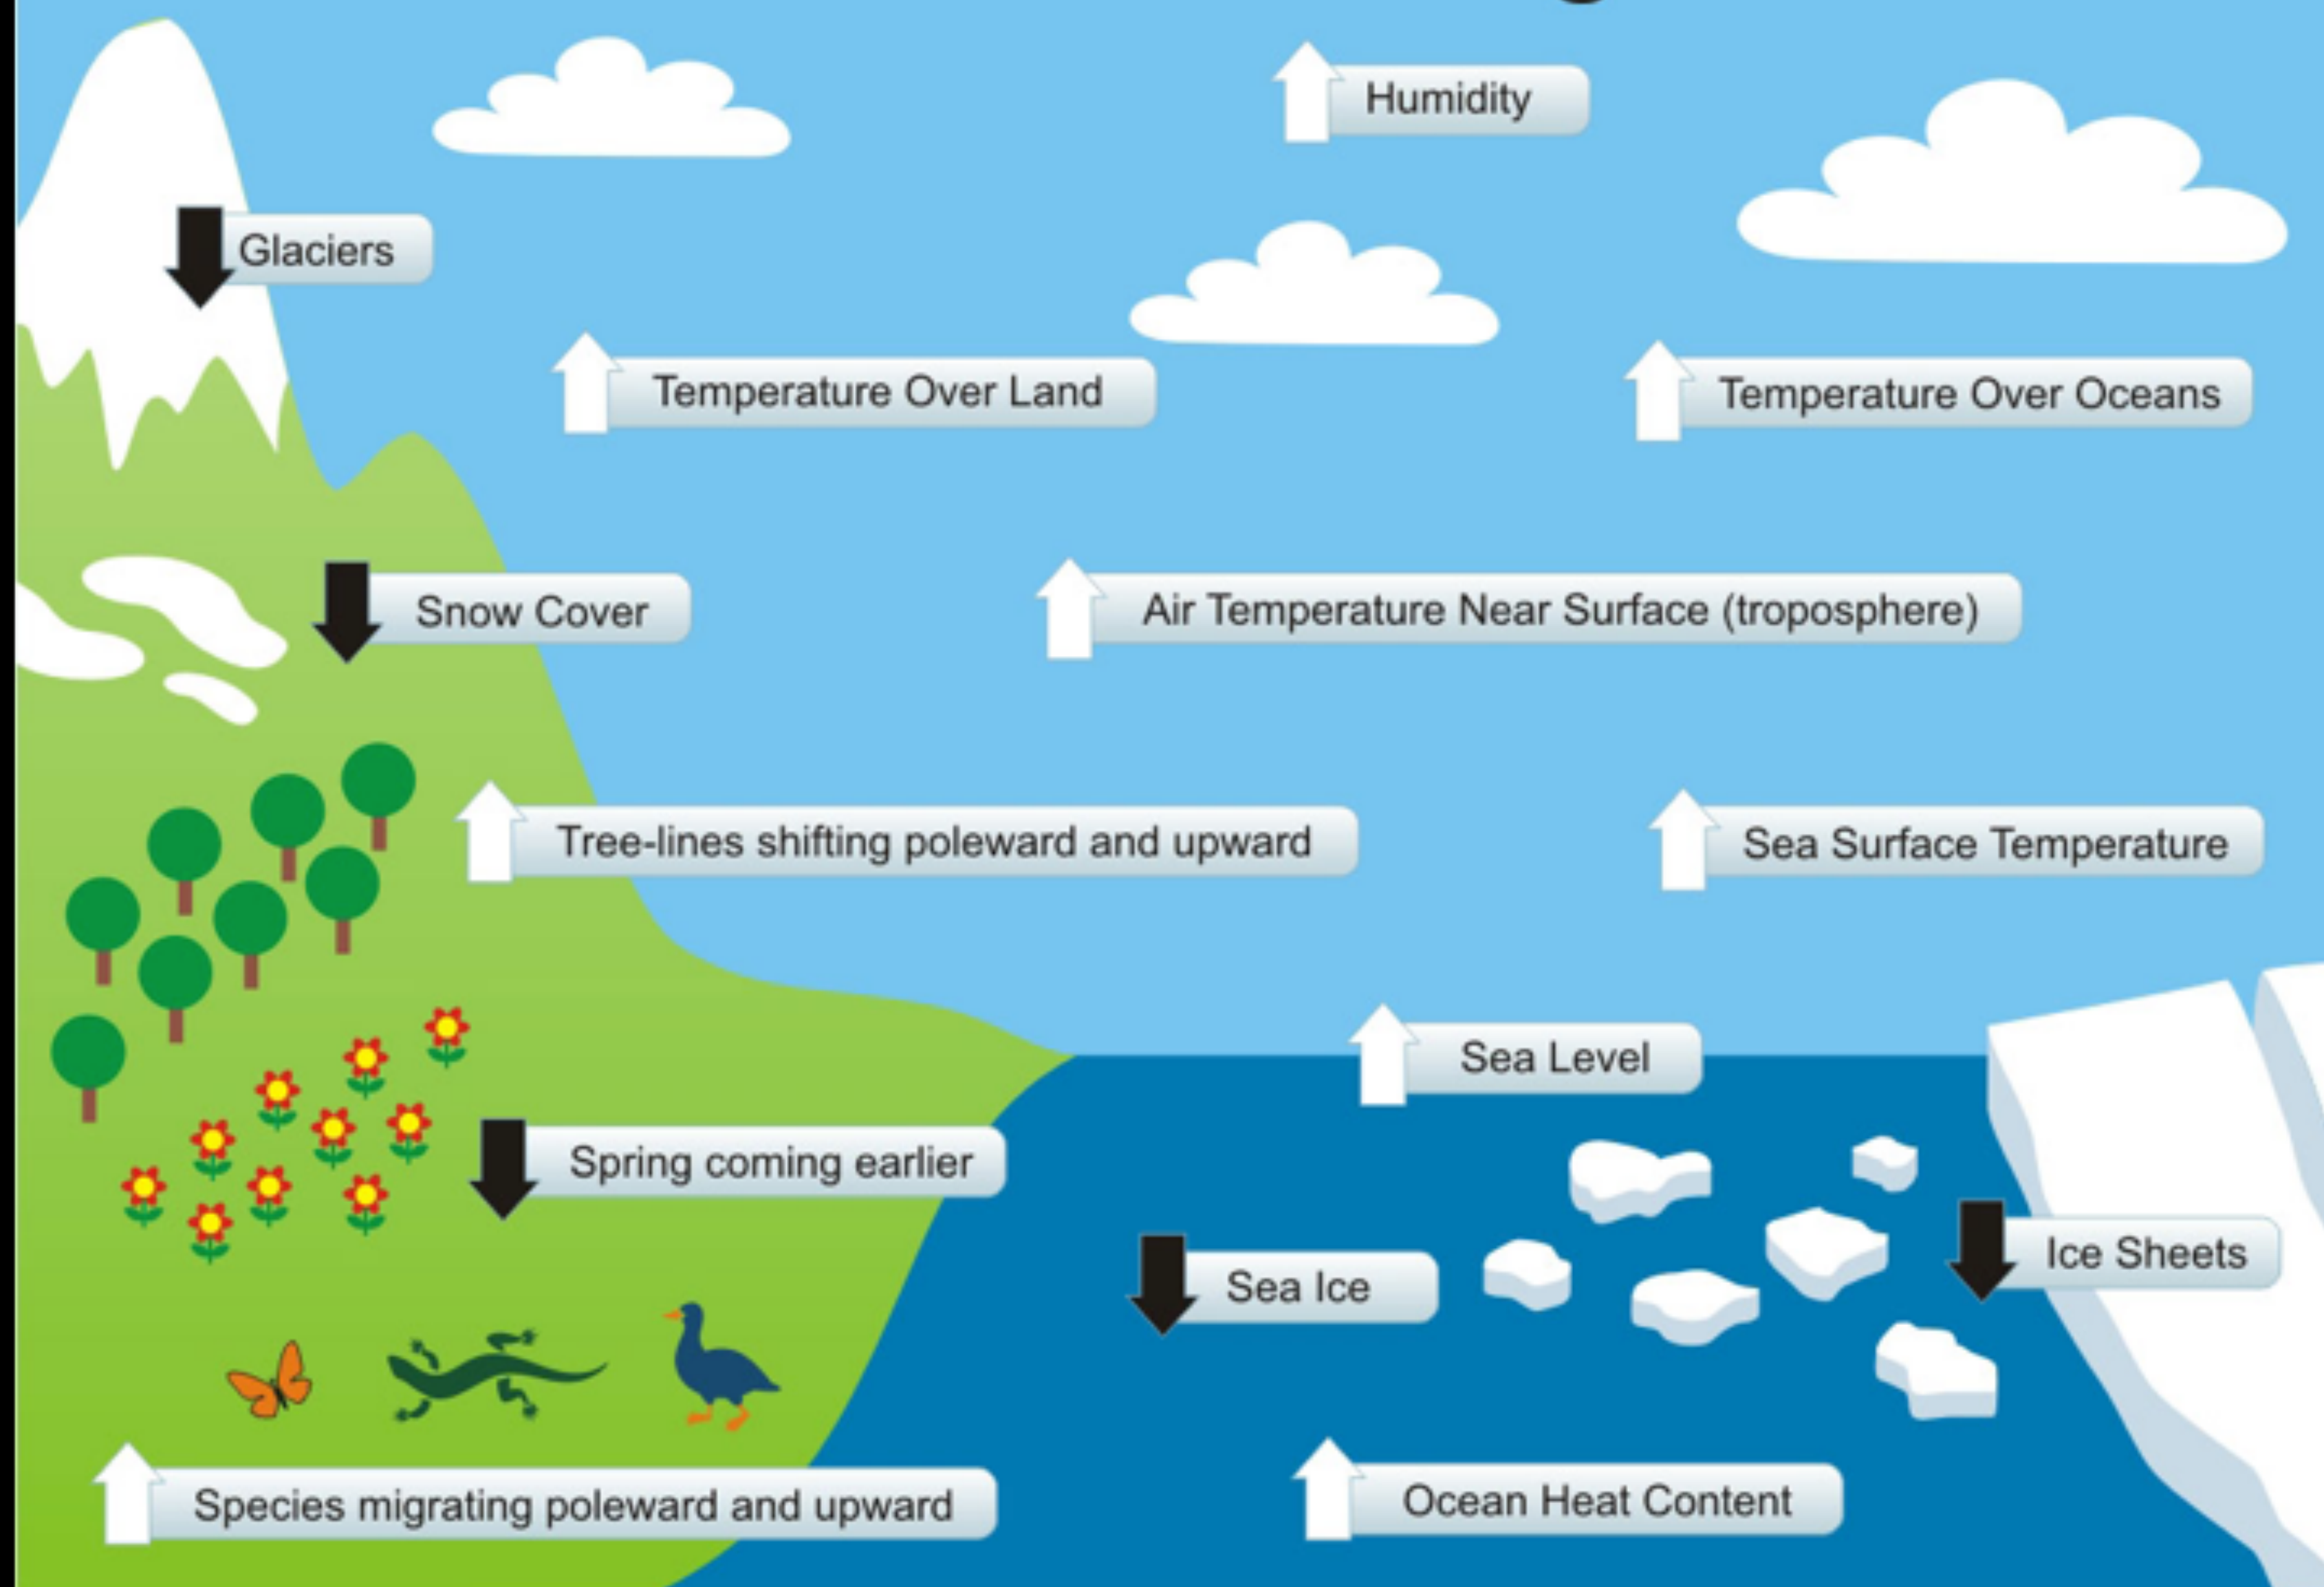 Humidity
Glaciers
Temperature Over Land
Temperature Over Oceans
Snow Cover
Air Temperature Near Surface (troposphere)
Tree-lines shifting poleward and upward
Sea Surface Temperature
Sea Level
Spring coming earlier
Ice Sheets
Sea Ice
Species migrating poleward and upward
Ocean Heat Content